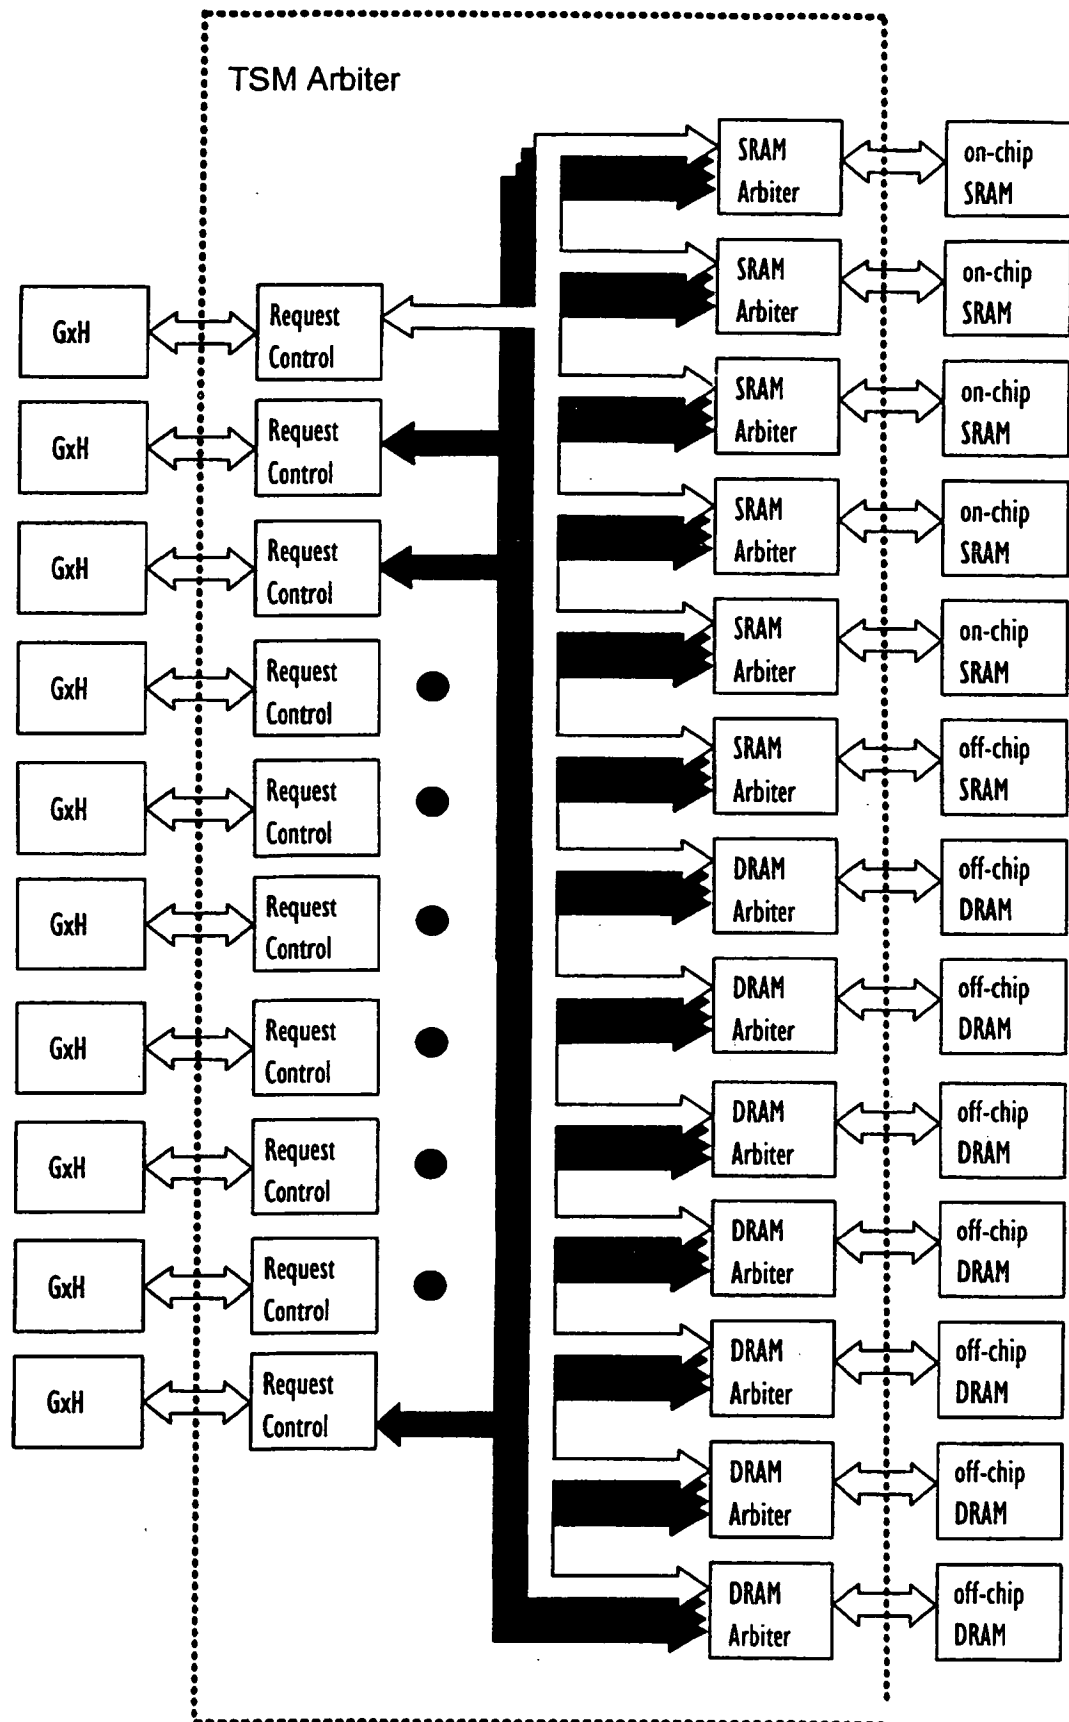 TSM Arbiter
SRAM
Arbiter
on-chip
SRAM
SRAM
Arbiter
on-chip
SRAM
GxH
Request
Control
SRAM
Arbiter
on-chip
SRAM
GxH
Request
Control
SRAM
Arbiter
on-chip
SRAM
GxH
Request
Control
SRAM
Arbiter
on-chip
SRAM
GxH
Request
Control
SRAM
Arbiter
off-chip
SRAM
GxH
Request
Control
DRAM
Arbiter
off-chip
DRAM
GxH
Request
Control
DRAM
Arbiter
off-chip
DRAM
GxH
Request
Control
DRAM
Arbiter
off-chip
DRAM
GxH
Request
Control
DRAM
Arbiter
off-chip
DRAM
GxH
Request
Control
DRAM
Arbiter
off-chip
DRAM
GxH
Request
Control
DRAM
Arbiter
off-chip
DRAM
DRAM
Arbiter
off-chip
DRAM